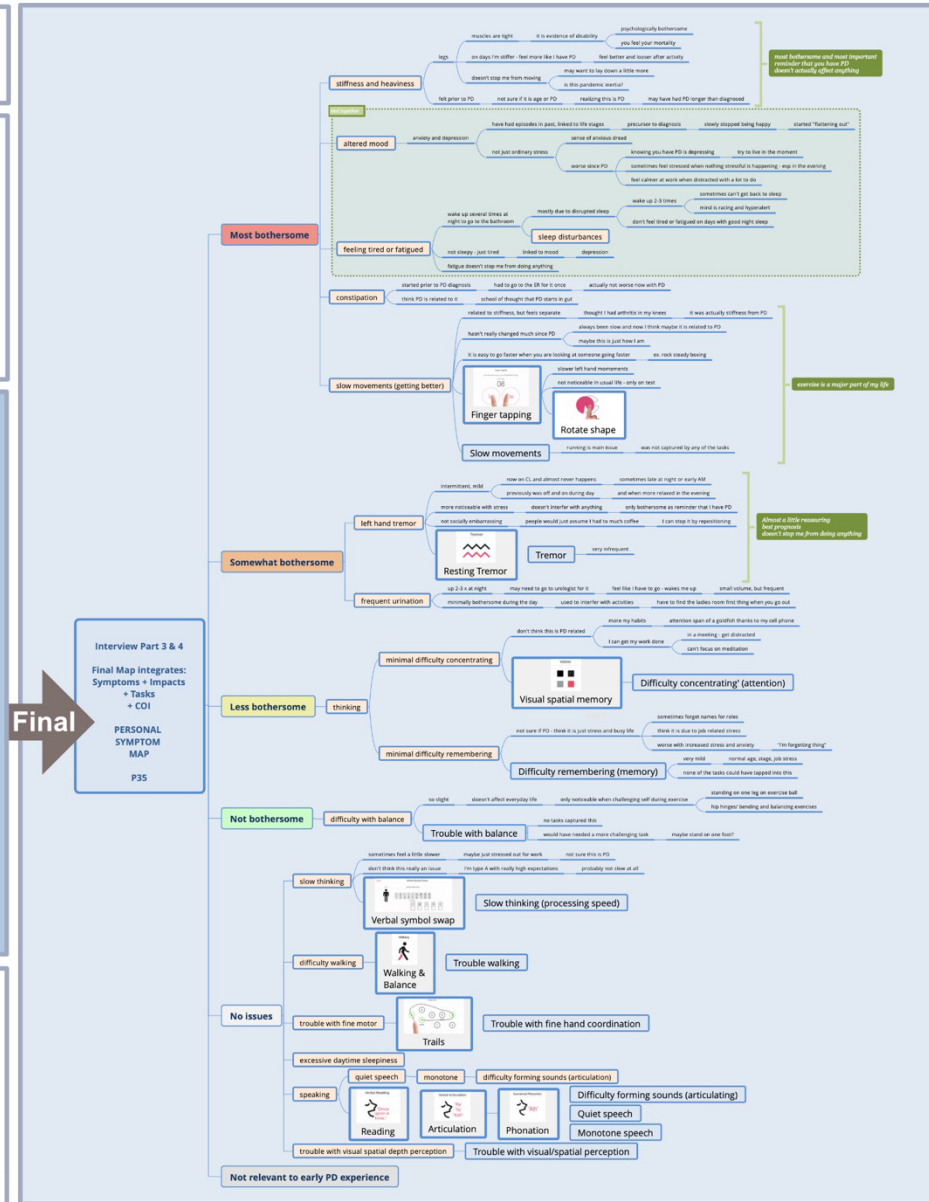 Final
Interview Part 3 & 4
Final Map integrates:
Symptoms + Impacts
+ Tasks
+ COI
PERSONAL
SYMPTOM
MAP
P35
Most bothersome
stiffness and heaviness
legs
muscles are tight
it is evidence of disability
psychologically bothersome
you feel your mortality
on days I'm stiffer - feel more like I have PD
feel better and looser after activity
doesn't stop me from moving
may want to lay down a little more
is this pandemic inertia?
felt prior to PD
not sure if it is age or PD
realizing this is PD
may have had PD longer than diagnosed
most bothersome and most important
reminder that you have PD
doesn't actually affect anything
altered mood
anxiety and depression
have had episodes in past, linked to life stages
precursor to diagnosis
slowly stopped being happy
started "flattening out"
not just ordinary stress
sense of anxious dread
worse since PD
knowing you have PD is depressing
try to live in the moment
sometimes feel stressed when nothing stressful is happening - esp in the evening
feel calmer at work when distracted with a lot to do
feeling tired or fatigued
wake up several times at
night to go to the bathroom
mostly due to disrupted sleep
wake up 2-3 times
sometimes can't get back to sleep
mind is racing and hyperalert
don't feel tired or fatigued on days with good night sleep
sleep disturbances
not sleepy - just tired
linked to mood
depression
fatigue doesn't stop me from doing anything
constipation
started prior to PD diagnosis
had to go to the ER for it once
actually not worse now with PD
think PD is related to it
school of thought that PD starts in gut
slow movements (getting better)
related to stiffness, but feels separate
thought I had arthritis in my knees
it was actually stiffness from PD
hasn't really changed much since PD
always been slow and now I think maybe it is related to PD
maybe this is just how I am
it is easy to go faster when you are looking at someone going faster
ex. rock steady boxing
08
Finger tapping
slower left hand momements
not noticeable in usual life - only on test
Rotate shape
Slow movements
running is main issue
was not captured by any of the tasks
exercise is a major part of my life
Somewhat bothersome
left hand tremor
intermittent, mild
now on CL and almost never happens
sometimes late at night or early AM
previously was off and on during day
and when more relaxed in the evening
more noticeable with stress
doesn't interfer with anything
only bothersome as reminder that I have PD
not socially embarrassing
people would just assume I had to much coffee
I can stop it by repositioning
Tremor
Resting Tremor
Tremor
very infrequent
Almost a little reassuring
best prognosis
doesn't stop me from doing anything
frequent urination
up 2-3 x at night
may need to go to urologist for it
feel like I have to go - wakes me up
small volume, but frequent
minimally bothersome during the day
used to interfer with activities
have to find the ladies room first thing when you go out
Less bothersome
thinking
minimal difficulty concentrating
don't think this is PD related
more my habits
attention span of a goldfish thanks to my cell phone
I can get my work done
in a meeting - get distracted
can't focus on meditation
Visual spatial memory
Difficulty concentrating' (attention)
minimal difficulty remembering
not sure if PD - think it is just stress and busy life
sometimes forget names for roles
think it is due to job related stress
worse with increased stress and anxiety
"I'm forgetting thing"
Difficulty remembering (memory)
very mild
normal age, stage, job stress
none of the tasks could have tapped into this
Not bothersome
difficulty with balance
so slight
doesn't affect everyday life
only noticeable when challenging self during exercise
standing on one leg on exercise ball
hip hinges/ bending and balancing exercises
Trouble with balance
no tasks captured this
would have needed a more challenging task
maybe stand on one foot?
No issues
slow thinking
sometimes feel a little slower
maybe just stressed out for work
not sure this is PD
don't think this really an issue
I'm type A with really high expectations
probably not slow at all
Verbal symbol swap
Slow thinking (processing speed)
difficulty walking
Walking &
Balance
Trouble walking
trouble with fine motor
Trails
Trouble with fine hand coordination
excessive daytime sleepiness
speaking
quiet speech
monotone
difficulty forming sounds (articulation)
Reading
Articulation
Phonation
Difficulty forming sounds (articulating)
Quiet speech
Monotone speech
trouble with visual spatial depth perception
Trouble with visual/spatial perception
Not relevant to early PD experience